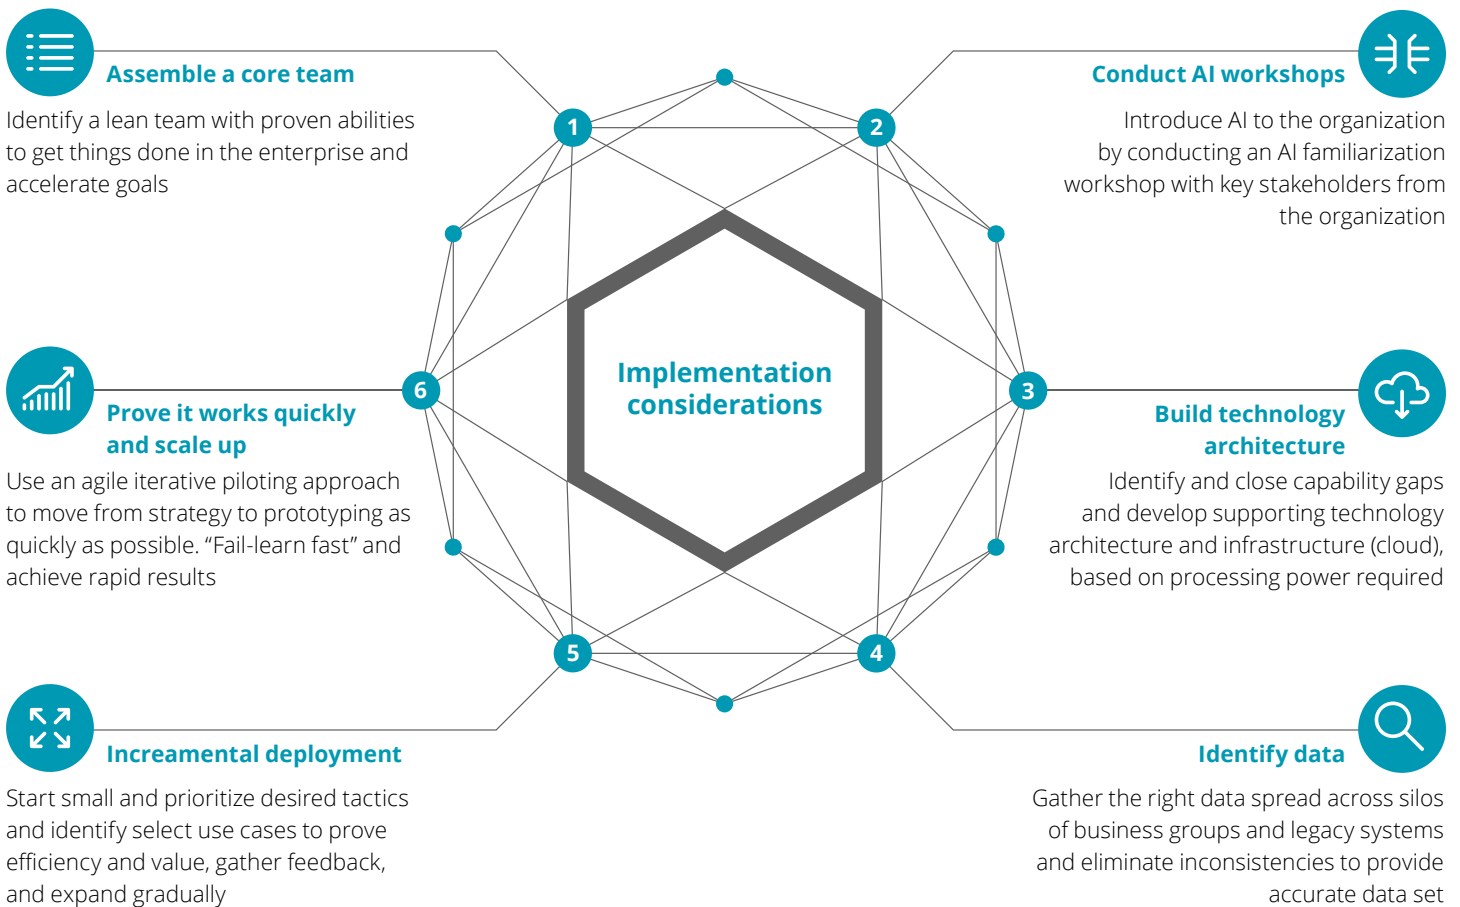 Assemble a core team
Identify a lean team with proven abilities
to get things done in the enterprise and
accelerate goals
1
2
Conduct AI workshops
Introduce AI to the organization
by conducting an AI familiarization
workshop with key stakeholders from
the organization
Implementation
considerations
3
Build technology
architecture
Identify and close capability gaps
and develop supporting technology
architecture and infrastructure (cloud),
based on processing power required
4
Identify data
Gather the right data spread across silos
of business groups and legacy systems
and eliminate inconsistencies to provide
accurate data set
5
Increamental deployment
Start small and prioritize desired tactics
and identify select use cases to prove
efficiency and value, gather feedback,
and expand gradually
6
Prove it works quickly
and scale up
Use an agile iterative piloting approach
to move from strategy to prototyping as
quickly as possible. “Fail-learn fast” and
achieve rapid results